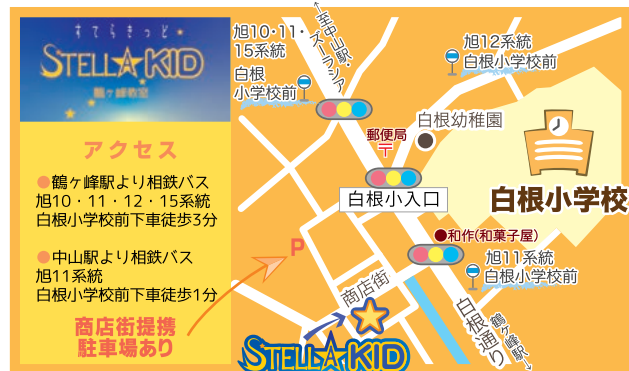 すてらきっど
STELLA★KID
鶴ヶ峰教室
アクセス
●鶴ヶ峰駅より相鉄バス
旭10・11・12・15系統
白根小学校前下車徒歩3分
●中山駅より相鉄バス
旭11系統
白根小学校前下車徒歩1分
商店街提携
駐車場あり
旭10・11・
15系統
白根
小学校前
←至中山駅・
ズーラシア
旭12系統
白根小学校前
郵便局
〒
白根幼稚園
白根小入口
白根小学校
●和作(和菓子屋)
旭11系統
白根小学校前
P
商店街
白根通り
鶴ヶ峰駅→
STELLA★KID